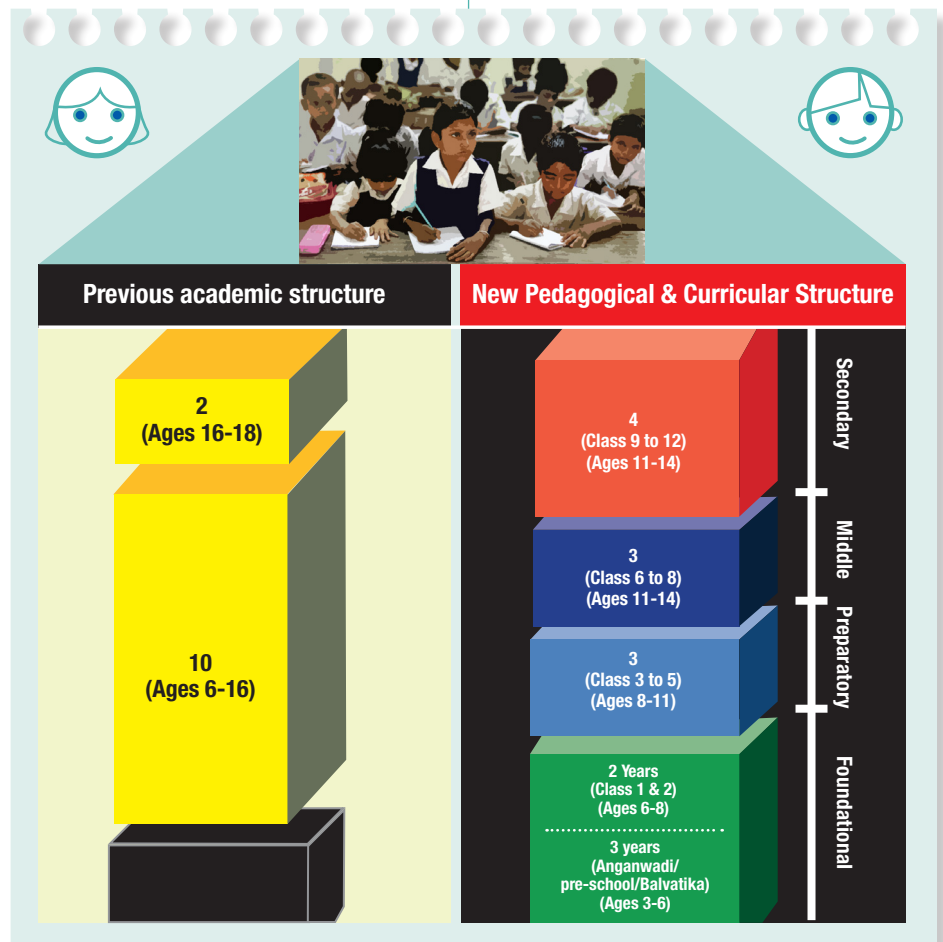 Previous academic structure
2
(Ages 16-18)
10
(Ages 6-16)
New Pedagogical & Curricular Structure
4
(Class 9 to 12)
(Ages 11-14)
Secondary
3
(Class 6 to 8)
(Ages 11-14)
Middle
3
(Class 3 to 5)
(Ages 8-11)
Preparatory
2 Years
(Class 1 & 2)
(Ages 6-8)
3 years
(Anganwadi/
pre-school/Balvatika)
(Ages 3-6)
Foundational